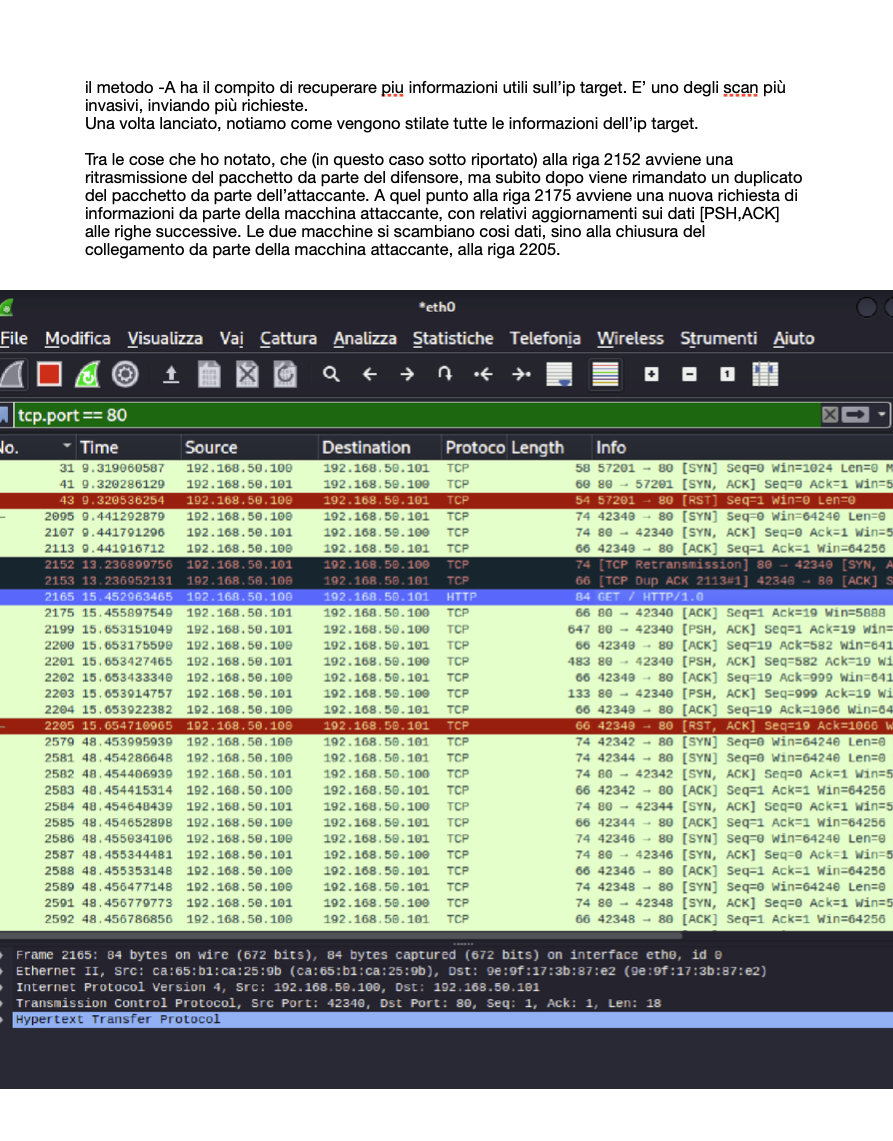 il metodo -A ha il compito di recuperare piu informazioni utili sull’ip target. E’ uno degli scan più
invasivi, inviando più richieste.
Una volta lanciato, notiamo come vengono stilate tutte le informazioni dell’ip target.
Tra le cose che ho notato, che (in questo caso sotto riportato) alla riga 2152 avviene una
ritrasmissione del pacchetto da parte del difensore, ma subito dopo viene rimandato un duplicato
del pacchetto da parte dell’attaccante. A quel punto alla riga 2175 avviene una nuova richiesta di
informazioni da parte della macchina attaccante, con relativi aggiornamenti sui dati [PSH,ACK]
alle righe successive. Le due macchine si scambiano cosi dati, sino alla chiusura del
collegamento da parte della macchina attaccante, alla riga 2205.
*eth0
File Modifica Visualizza Vai Cattura Analizza Statistiche Telefonia Wireless Strumenti Aiuto
tcp.port == 80
No. Time Source Destination Protoco Length Info
31 9.319060587 192.168.50.100 192.168.50.101 TCP 58 57201 → 80 [SYN] Seq=0 Win=1024 Len=0 M
41 9.320286129 192.168.50.101 192.168.50.100 TCP 60 80 → 57201 [SYN, ACK] Seq=0 Ack=1 Win=5
43 9.320536254 192.168.50.100 192.168.50.101 TCP 54 57201 → 80 [RST] Seq=1 Win=0 Len=0
2095 9.441292879 192.168.50.100 192.168.50.101 TCP 74 42340 → 80 [SYN] Seq=0 Win=64240 Len=0
2107 9.441791296 192.168.50.101 192.168.50.100 TCP 74 80 → 42340 [SYN, ACK] Seq=0 Ack=1 Win=5
2113 9.441916712 192.168.50.100 192.168.50.101 TCP 66 42340 → 80 [ACK] Seq=1 Ack=1 Win=64256
2152 13.236899756 192.168.50.101 192.168.50.100 TCP 74 [TCP Retransmission] 80 → 42340 [SYN, A
2153 13.236952131 192.168.50.100 192.168.50.101 TCP 66 [TCP Dup ACK 2113#1] 42340 → 80 [ACK] S
2165 15.452963465 192.168.50.100 192.168.50.101 HTTP 84 GET / HTTP/1.0
2175 15.455897549 192.168.50.101 192.168.50.100 TCP 66 80 → 42340 [ACK] Seq=1 Ack=19 Win=5888
2199 15.653151049 192.168.50.101 192.168.50.100 TCP 647 80 → 42340 [PSH, ACK] Seq=1 Ack=19 Win=
2200 15.653175590 192.168.50.100 192.168.50.101 TCP 66 42340 → 80 [ACK] Seq=19 Ack=582 Win=641
2201 15.653427465 192.168.50.101 192.168.50.100 TCP 483 80 → 42340 [PSH, ACK] Seq=582 Ack=19 Wi
2202 15.653433340 192.168.50.100 192.168.50.101 TCP 66 42340 → 80 [ACK] Seq=19 Ack=999 Win=641
2203 15.653914757 192.168.50.101 192.168.50.100 TCP 133 80 → 42340 [PSH, ACK] Seq=999 Ack=19 Wi
2204 15.653922382 192.168.50.100 192.168.50.101 TCP 66 42340 → 80 [ACK] Seq=19 Ack=1066 Win=64
2205 15.654710965 192.168.50.100 192.168.50.101 TCP 66 42340 → 80 [RST, ACK] Seq=19 Ack=1066 W
2579 48.453995939 192.168.50.100 192.168.50.101 TCP 74 42342 → 80 [SYN] Seq=0 Win=64240 Len=0
2581 48.454286648 192.168.50.100 192.168.50.101 TCP 74 42344 → 80 [SYN] Seq=0 Win=64240 Len=0
2582 48.454406939 192.168.50.101 192.168.50.100 TCP 74 80 → 42342 [SYN, ACK] Seq=0 Ack=1 Win=5
2583 48.454415314 192.168.50.100 192.168.50.101 TCP 66 42342 → 80 [ACK] Seq=1 Ack=1 Win=64256
2584 48.454648439 192.168.50.101 192.168.50.100 TCP 74 80 → 42344 [SYN, ACK] Seq=0 Ack=1 Win=5
2585 48.454652898 192.168.50.100 192.168.50.101 TCP 66 42344 → 80 [ACK] Seq=1 Ack=1 Win=64256
2586 48.455034106 192.168.50.100 192.168.50.101 TCP 74 42346 → 80 [SYN] Seq=0 Win=64240 Len=0
2587 48.455344481 192.168.50.101 192.168.50.100 TCP 74 80 → 42346 [SYN, ACK] Seq=0 Ack=1 Win=5
2588 48.455353148 192.168.50.100 192.168.50.101 TCP 66 42346 → 80 [ACK] Seq=1 Ack=1 Win=64256
2589 48.456477148 192.168.50.100 192.168.50.101 TCP 74 42348 → 80 [SYN] Seq=0 Win=64240 Len=0
2591 48.456779773 192.168.50.101 192.168.50.100 TCP 74 80 → 42348 [SYN, ACK] Seq=0 Ack=1 Win=5
2592 48.456786856 192.168.50.100 192.168.50.101 TCP 66 42348 → 80 [ACK] Seq=1 Ack=1 Win=64256
Frame 2165: 84 bytes on wire (672 bits), 84 bytes captured (672 bits) on interface eth0, id 0
Ethernet II, Src: ca:65:b1:ca:25:9b (ca:65:b1:ca:25:9b), Dst: 9e:9f:17:3b:87:e2 (9e:9f:17:3b:87:e2)
Internet Protocol Version 4, Src: 192.168.50.100, Dst: 192.168.50.101
Transmission Control Protocol, Src Port: 42340, Dst Port: 80, Seq: 1, Ack: 1, Len: 18
Hypertext Transfer Protocol